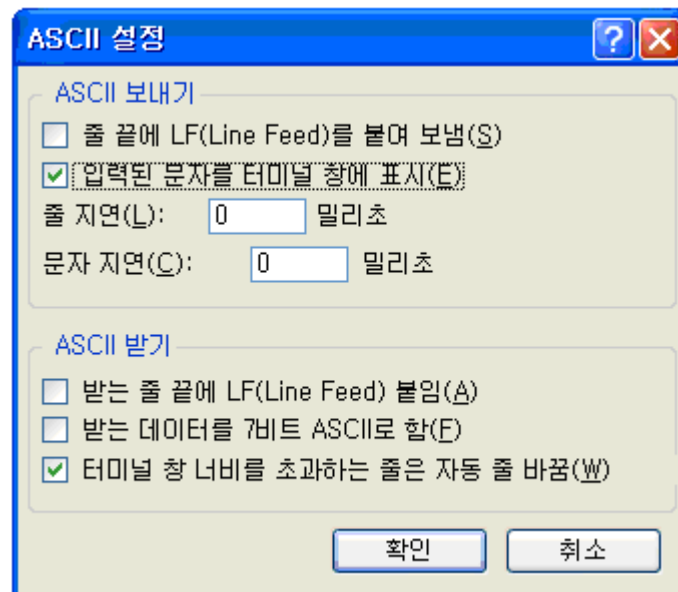 ASCII 설정
ASCII 보내기
줄 끝에 LF(Line Feed)를 붙여 보냄(S)
입력된 문자를 터미널 창에 표시(E)
줄 지연(L): 0 밀리초
문자 지연(C): 0 밀리초
ASCII 받기
받는 줄 끝에 LF(Line Feed) 붙임(A)
받는 데이터를 7비트 ASCII로 함(F)
터미널 창 너비를 초과하는 줄은 자동 줄 바꿈(W)
확인 취소